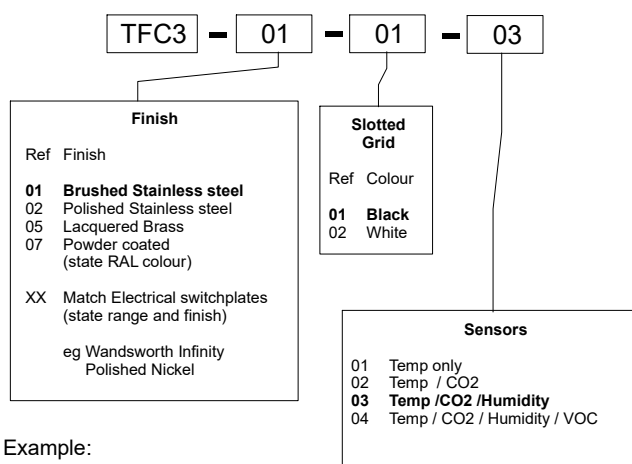 TFC3 - 01 - 01 - 03
Finish
Ref Finish
01 Brushed Stainless steel
02 Polished Stainless steel
05 Lacquered Brass
07 Powder coated
(state RAL colour)
XX Match Electrical switchplates
(state range and finish)
eg Wandsworth Infinity
Polished Nickel
Slotted
Grid
Ref Colour
01 Black
02 White
Sensors
01 Temp only
02 Temp / CO2
03 Temp /CO2 /Humidity
04 Temp / CO2 / Humidity / VOC
Example: